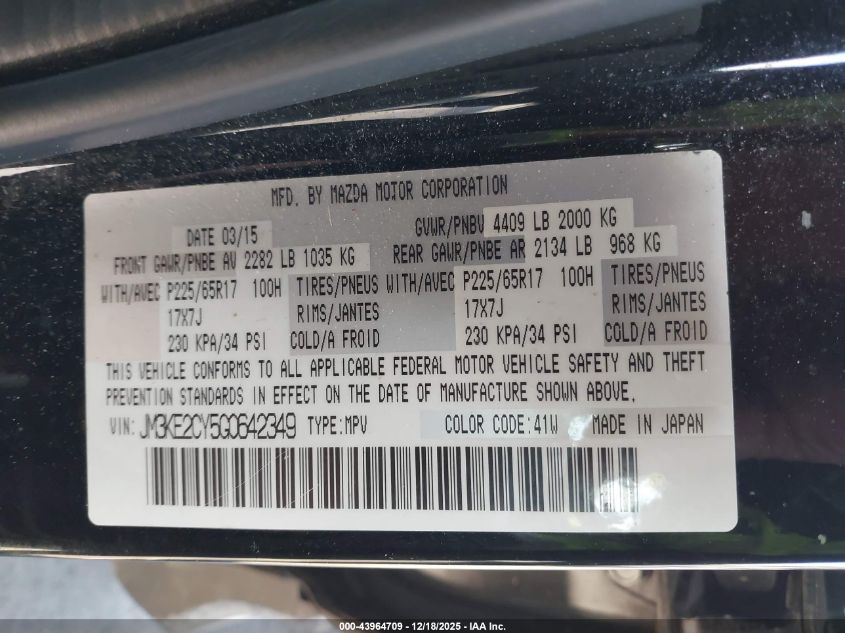 MFD. BY MAZDA MOTOR CORPORATION
DATE 03/15 GVWR/PNBV 4409 LB 2000 KG
FRONT GAWR/PNBE AV 2282 LB 1035 KG REAR GAWR/PNBE AR 2134 LB 968 KG
WITH/AVEC P225/65R17 100H TIRES/PNEUS WITH/AVEC P225/65R17 100H TIRES/PNEUS
17X7J RIMS/JANTES 17X7J RIMS/JANTES
230 KPA/34 PSI COLD/A FROID 230 KPA/34 PSI COLD/A FROID
THIS VEHICLE CONFORMS TO ALL APPLICABLE FEDERAL MOTOR VEHICLE SAFETY AND THEFT
PREVENTION STANDARDS IN EFFECT ON THE DATE OF MANUFACTURE SHOWN ABOVE.
VIN: JM3KE2CY5G0642349 TYPE:MPV COLOR CODE:41W MADE IN JAPAN
000-43964709 - 12/18/2025 - IAA Inc.